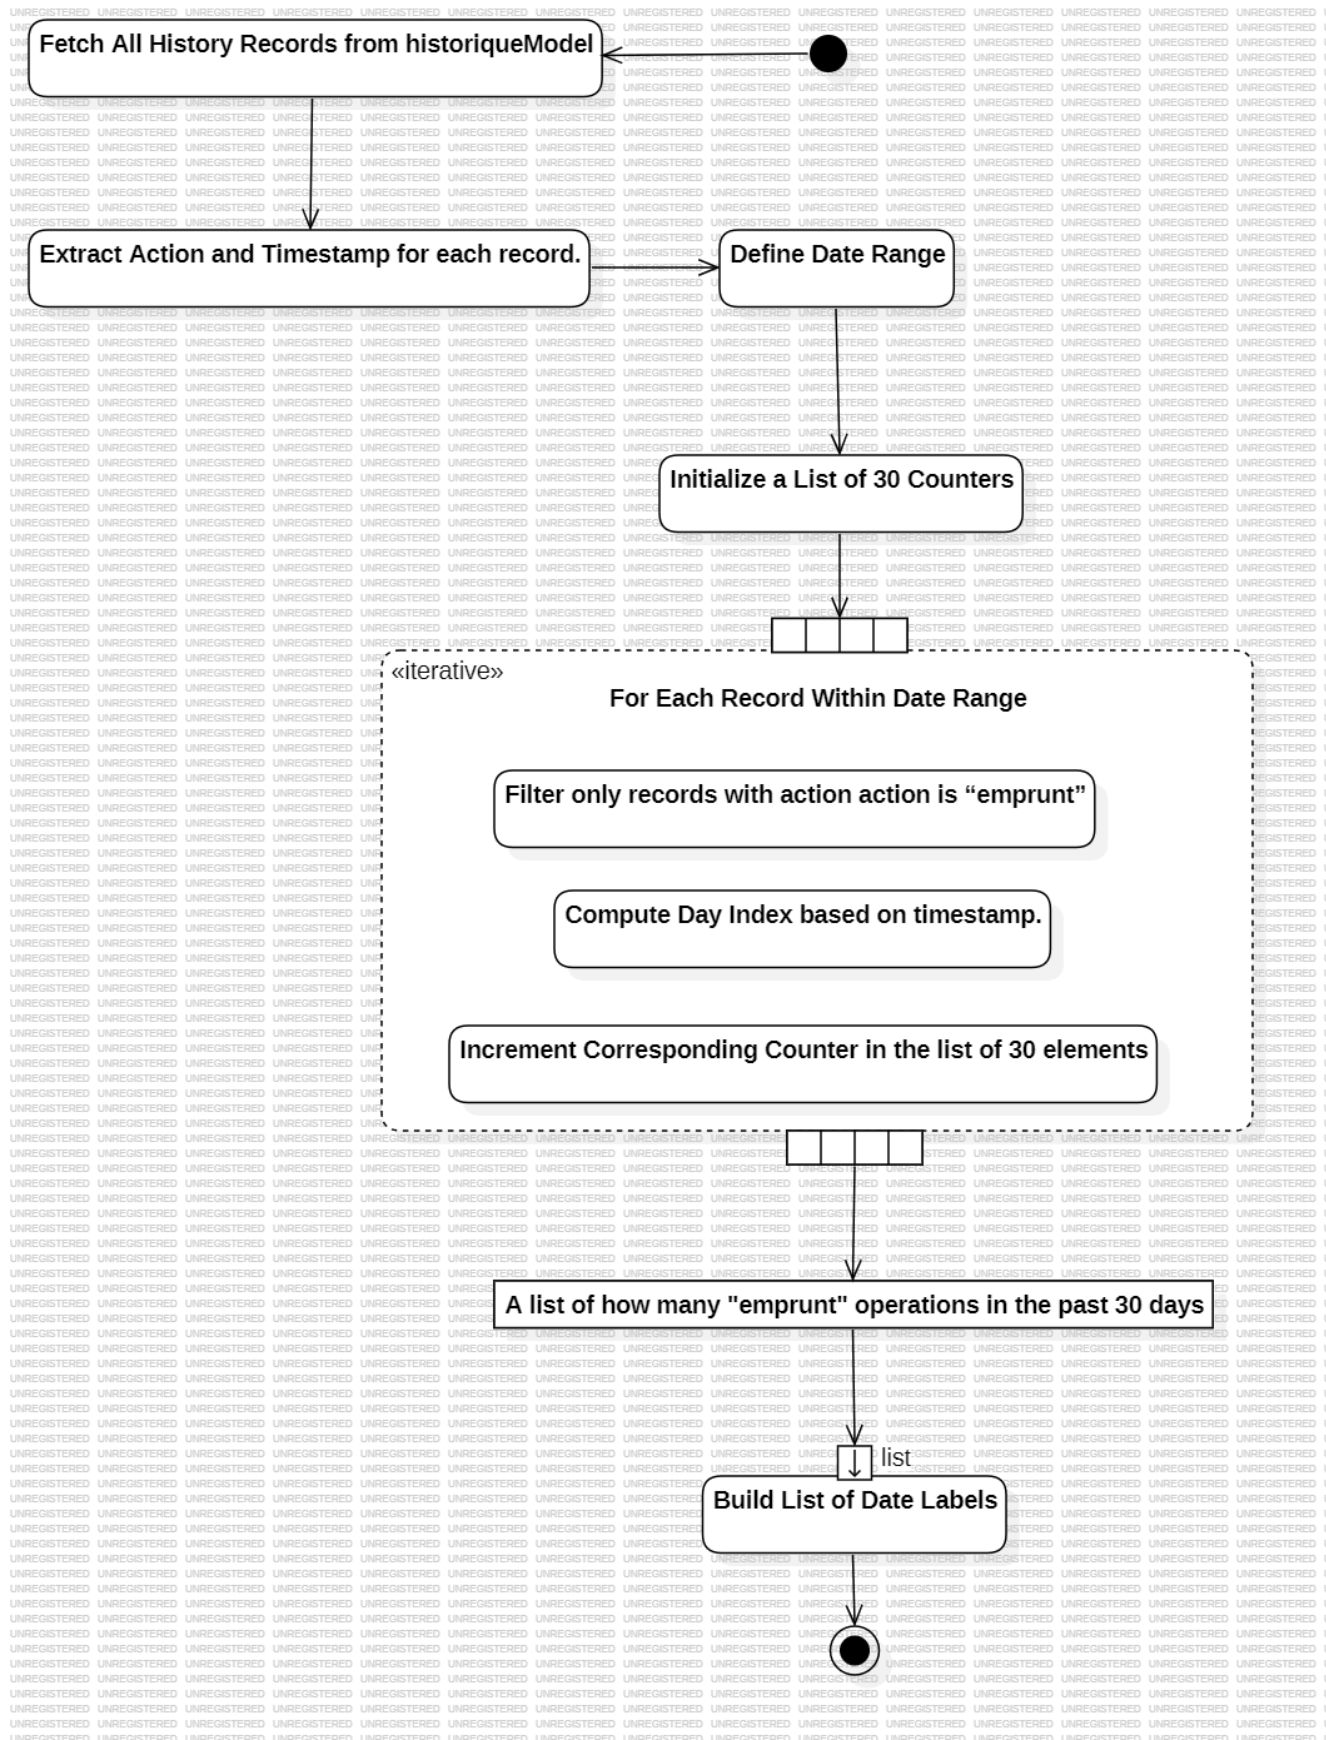 Fetch All History Records from historiqueModel
Extract Action and Timestamp for each record.
Define Date Range
Initialize a List of 30 Counters
«iterative»
For Each Record Within Date Range
Filter only records with action action is “emprunt”
Compute Day Index based on timestamp.
Increment Corresponding Counter in the list of 30 elements
A list of how many "emprunt" operations in the past 30 days
list
Build List of Date Labels
UNREGISTERED